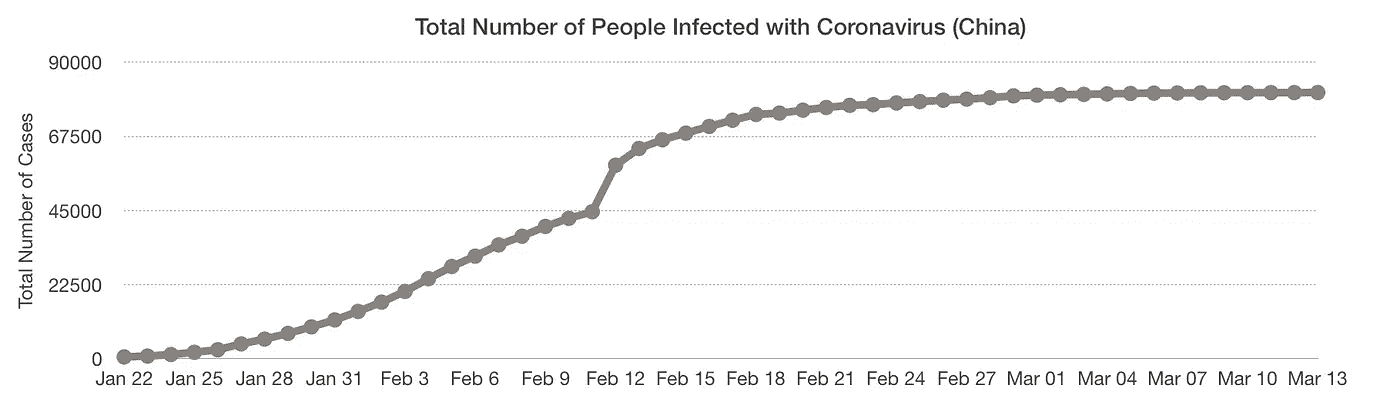 Total Number of People Infected with Coronavirus (China)
Total Number of Cases
90000
67500
45000
22500
0
Jan 22 Jan 25 Jan 28 Jan 31 Feb 3 Feb 6 Feb 9 Feb 12 Feb 15 Feb 18 Feb 21 Feb 24 Feb 27 Mar 01 Mar 04 Mar 07 Mar 10 Mar 13